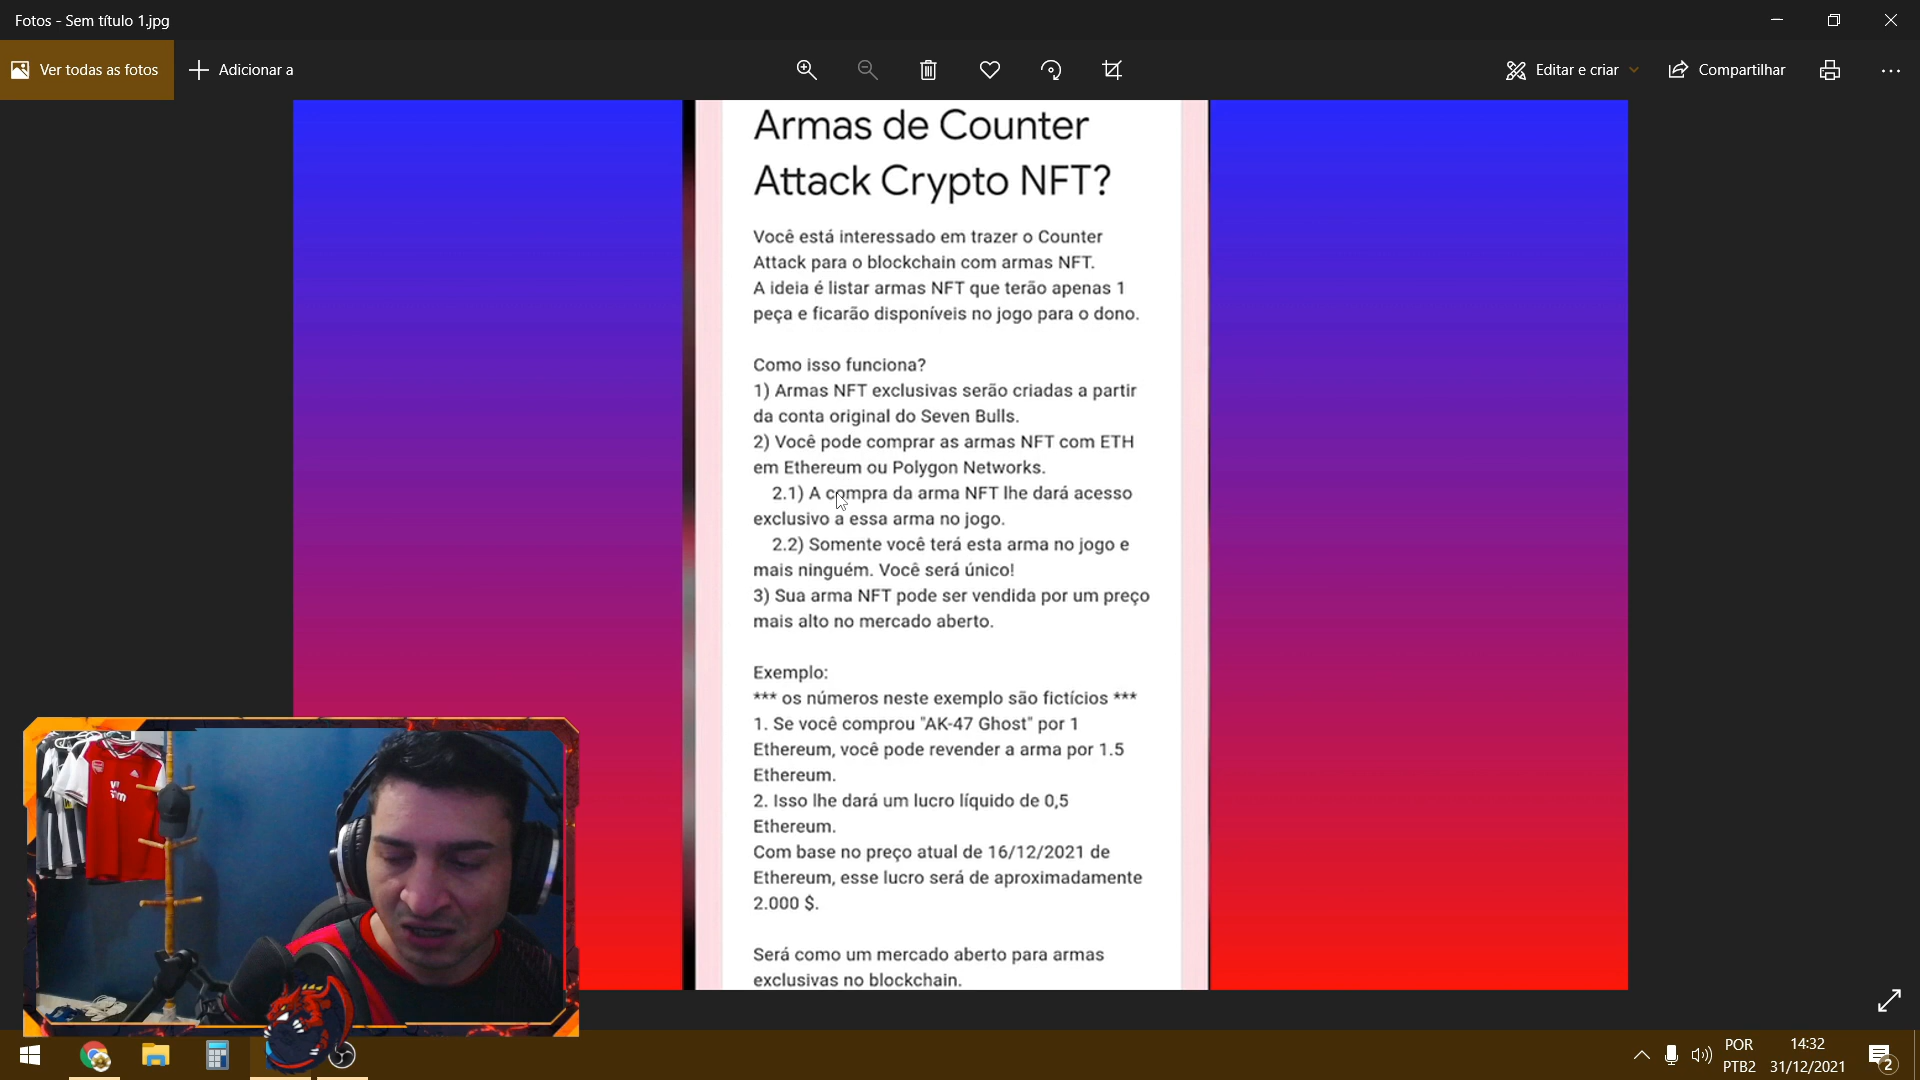 Fotos - Sem título 1.jpg
Ver todas as fotos
Adicionar a
Editar e criar
Compartilhar
Armas de Counter
Attack Crypto NFT?
Você está interessado em trazer o Counter
Attack para o blockchain com armas NFT.
A ideia é listar armas NFT que terão apenas 1
peça e ficarão disponíveis no jogo para o dono.
Como isso funciona?
1) Armas NFT exclusivas serão criadas a partir
da conta original do Seven Bulls.
2) Você pode comprar as armas NFT com ETH
em Ethereum ou Polygon Networks.
2.1) A compra da arma NFT lhe dará acesso
exclusivo a essa arma no jogo.
2.2) Somente você terá esta arma no jogo e
mais ninguém. Você será único!
3) Sua arma NFT pode ser vendida por um preço
mais alto no mercado aberto.
Exemplo:
*** os números neste exemplo são fictícios ***
1. Se você comprou "AK-47 Ghost" por 1
Ethereum, você pode revender a arma por 1.5
Ethereum.
2. Isso lhe dará um lucro líquido de 0,5
Ethereum.
Com base no preço atual de 16/12/2021 de
Ethereum, esse lucro será de aproximadamente
2.000 $.
Será como um mercado aberto para armas
exclusivas no blockchain.
POR
PTB2
14:32
31/12/2021
2